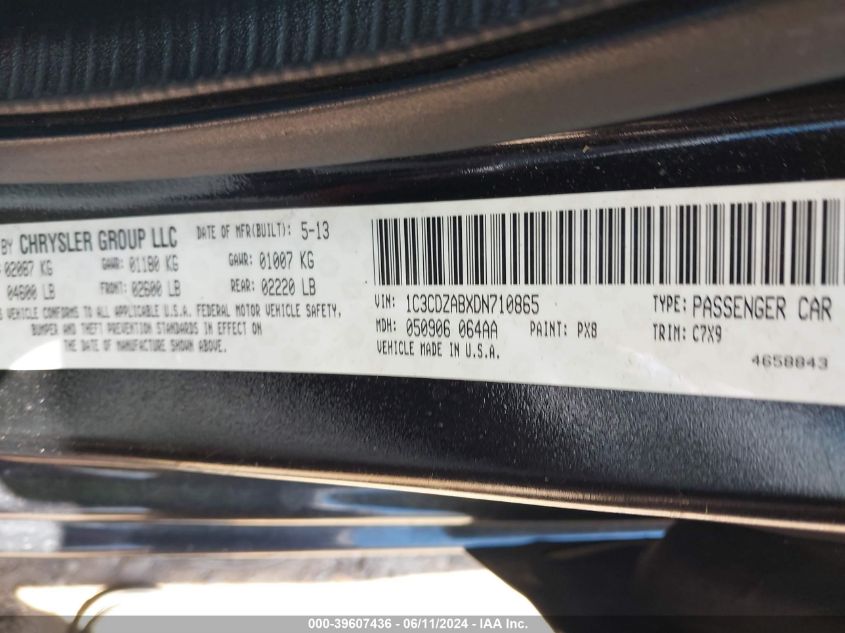 BY CHRYSLER GROUP LLC DATE OF MFR(BUILT): 5-13
02087 KG GAWR: 01180 KG GAWR: 01007 KG
04600 LB FRONT: 02600 LB REAR: 02220 LB
VEHICLE CONFORMS TO ALL APPLICABLE U.S.A. FEDERAL MOTOR VEHICLE SAFETY,
BUMPER AND THEFT PREVENTION STANDARDS IN EFFECT ON
THE DATE OF MANUFACTURE SHOWN ABOVE.
VIN: 1C3CDZABXDN710865 TYPE: PASSENGER CAR
MDH: 050906 064AA PAINT: PX8 TRIM: C7X9
VEHICLE MADE IN U.S.A.
4658843
000-39607436 - 06/11/2024 - IAA Inc.